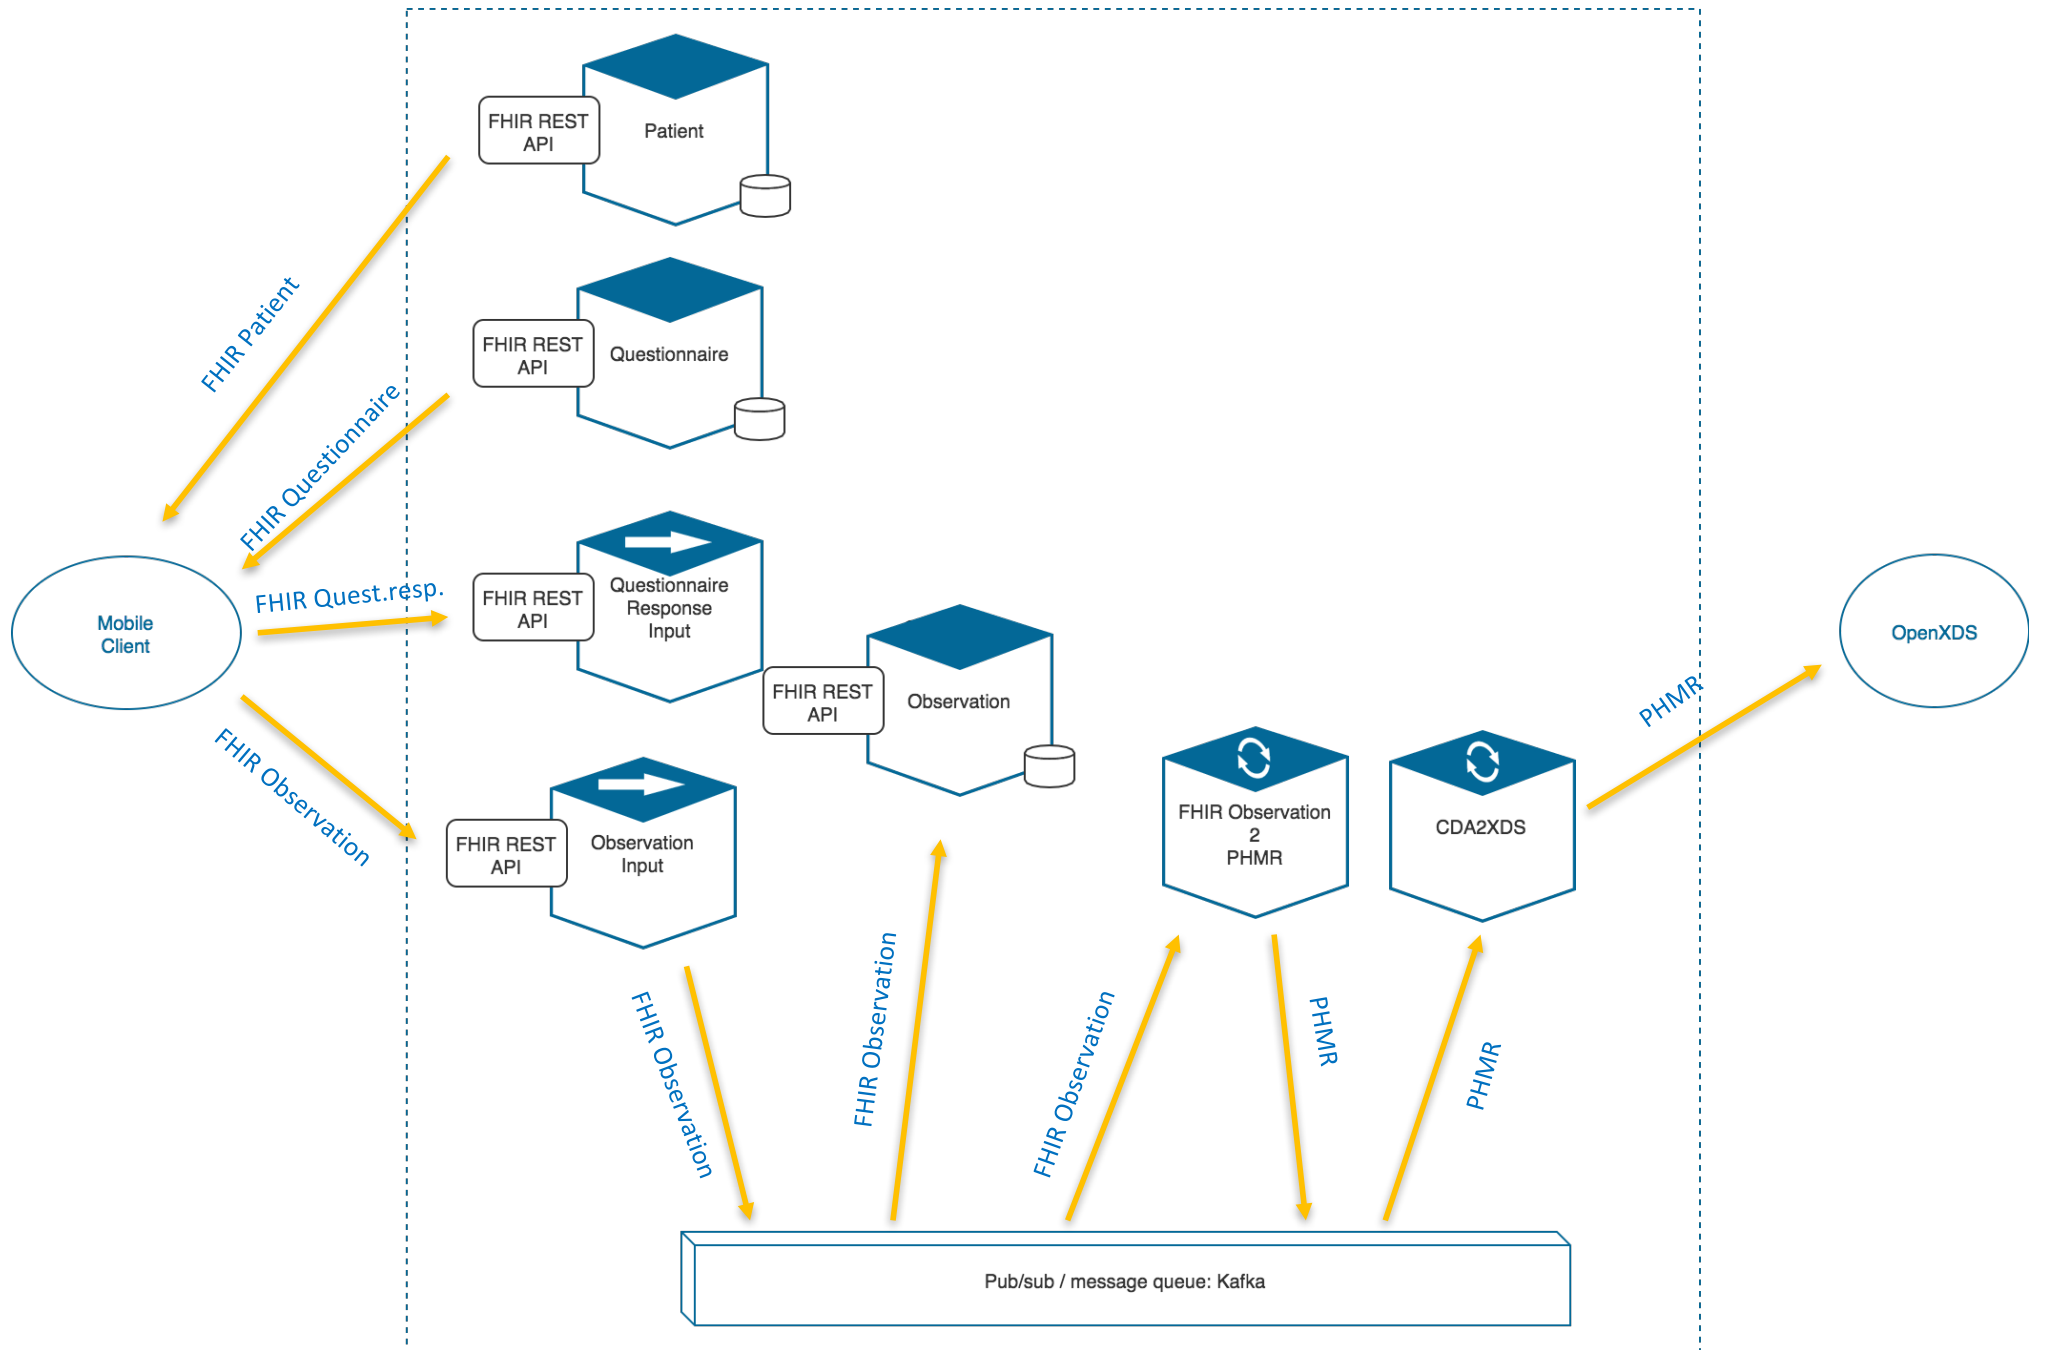 FHIR REST
API
Patient
FHIR Patient
FHIR REST
API
Questionnaire
FHIR Questionnaire
FHIR Quest.resp.
FHIR REST
API
Questionnaire
Response
Input
Mobile
Client
FHIR Observation
FHIR REST
API
Observation
Input
FHIR REST
API
Observation
FHIR Observation
2
PHMR
CDA2XDS
PHMR
OpenXDS
FHIR Observation
FHIR Observation
FHIR Observation
PHMR
PHMR
Pub/sub / message queue: Kafka